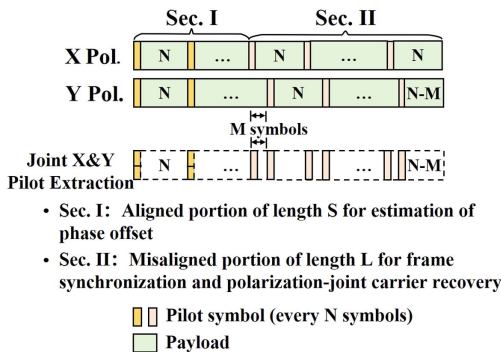 Sec. I Sec. II
X Pol. N ... N ... N
Y Pol. N ... N ... N-M
M symbols
Joint X&Y
Pilot Extraction N ... ... N-M
• Sec. I: Aligned portion of length S for estimation of
phase offset
• Sec. II: Misaligned portion of length L for frame
synchronization and polarization-joint carrier recovery
Pilot symbol (every N symbols)
Payload